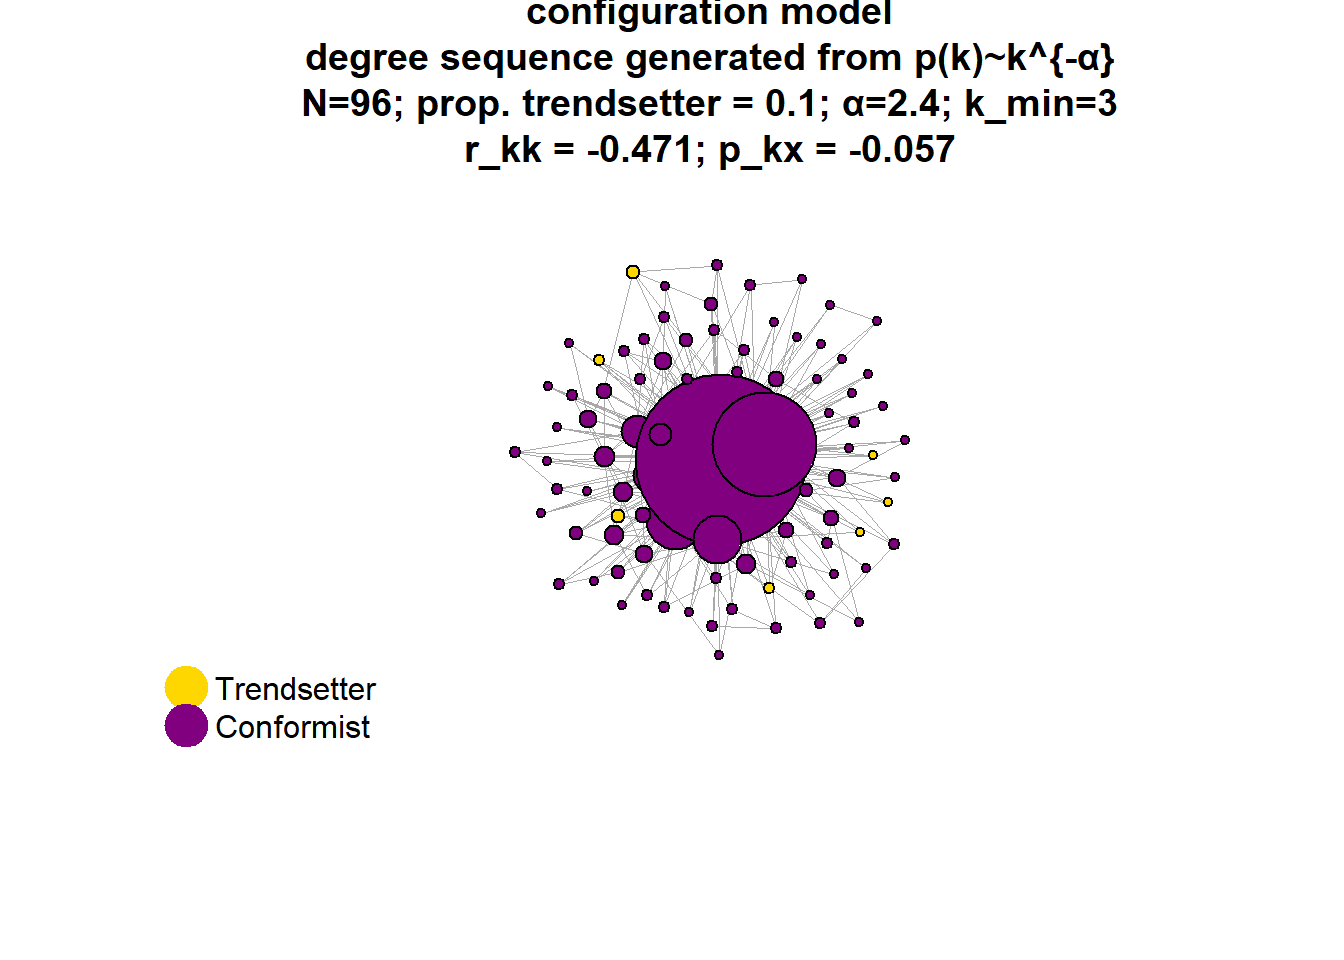 configuration model
degree sequence generated from p(k)~k^{-α}
N=96; prop. trendsetter = 0.1; α=2.4; k_min=3
r_kk = -0.471; p_kx = -0.057
Trendsetter
Conformist